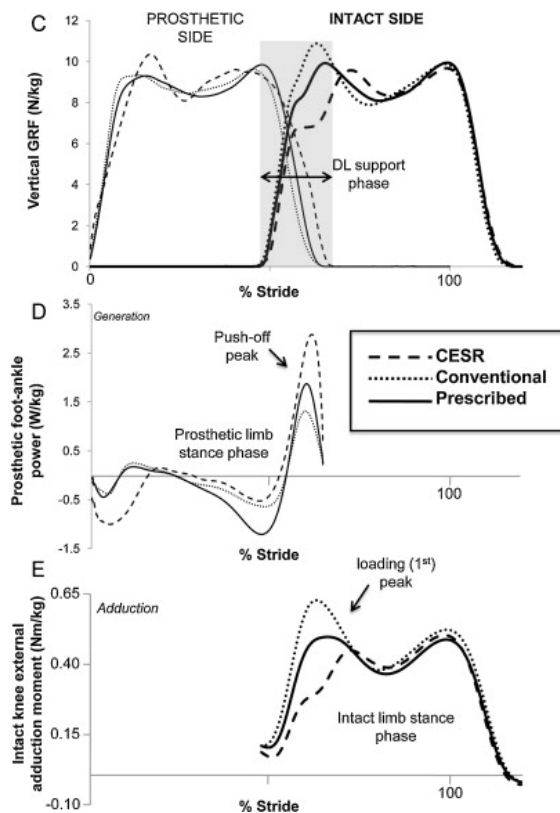 C
PROSTHETIC
SIDE
INTACT SIDE
12
10
8
6
4
2
0
Vertical GRF (N/kg)
DL support
phase
0
100
% Stride
D
3.5
2.5
1.5
0.5
-0.5
-1.5
Prosthetic foot-ankle
power (W/kg)
Generation
Push-off
peak
Prosthetic limb
stance phase
CESR
Conventional
Prescribed
100
% Stride
E
0.65
0.40
0.15
-0.10
Intact knee external
adduction moment (Nm/kg)
Adduction
loading (1st)
peak
Intact limb stance
phase
100
% Stride